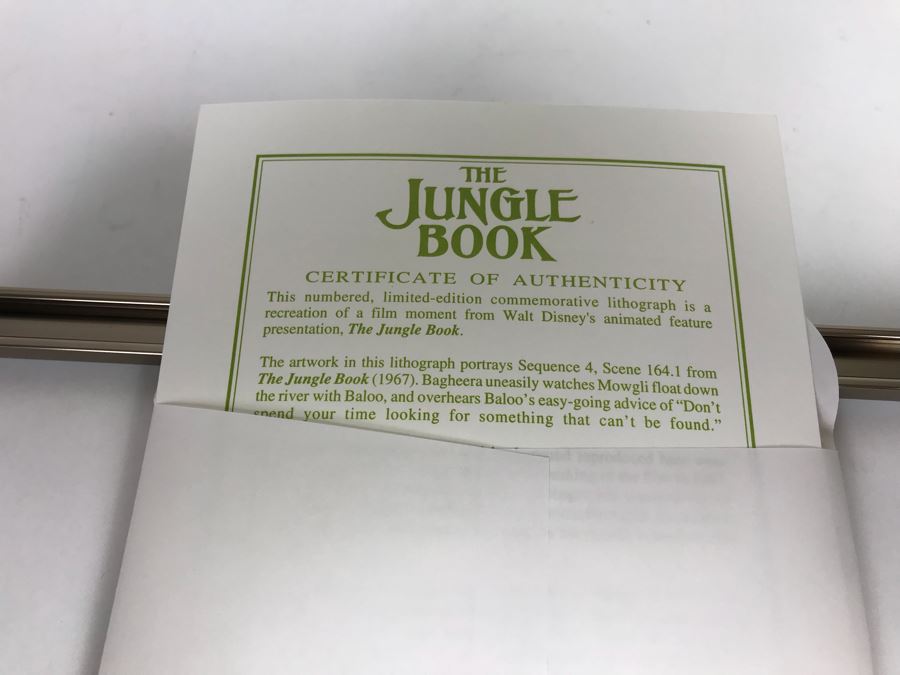 THE
JUNGLE
BOOK
CERTIFICATE OF AUTHENTICITY
This numbered, limited-edition commemorative lithograph is a
recreation of a film moment from Walt Disney's animated feature
presentation, The Jungle Book.
The artwork in this lithograph portrays Sequence 4, Scene 164.1 from
The Jungle Book (1967). Bagheera uneasily watches Mowgli float down
the river with Baloo, and overhears Baloo's easy-going advice of “Don't
spend your time looking for something that can't be found.”